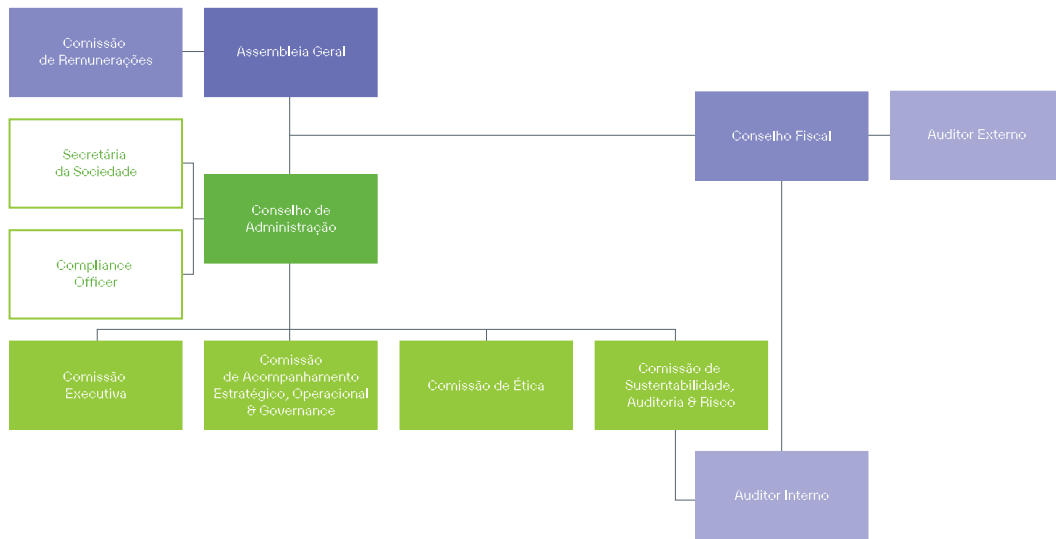 Comissão
de Remunerações
Assembleia Geral
Conselho Fiscal
Auditor Externo
Secretária
da Sociedade
Conselho de
Administração
Compliance
Officer
Comissão
Executiva
Comissão
de Acompanhamento
Estratégico, Operacional
& Governance
Comissão de Ética
Comissão de
Sustentabilidade,
Auditoria & Risco
Auditor Interno